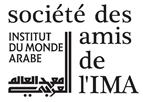 société des
amis
de
l'IMA
INSTITUT
DU MONDE
ARABE
معهد العالم العربي